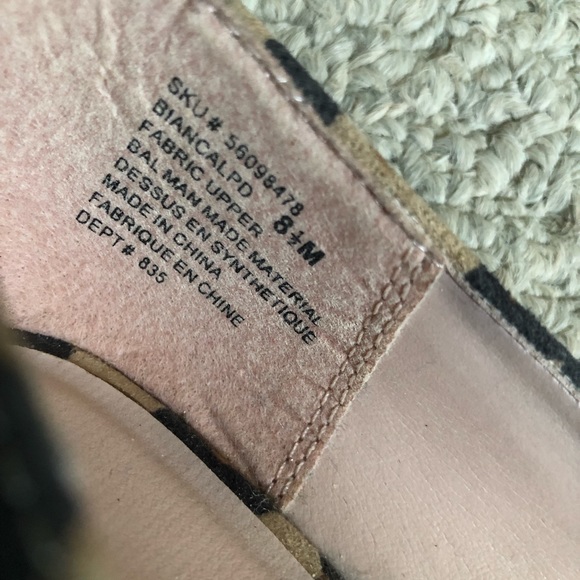 SKU# 56098478
BIANCALPD
FABRIC UPPER 8½M
BAL MAN MADE MATERIAL
DESSUS EN SYNTHETIQUE
MADE IN CHINA
FABRIQUE EN CHINE
DEPT# 835